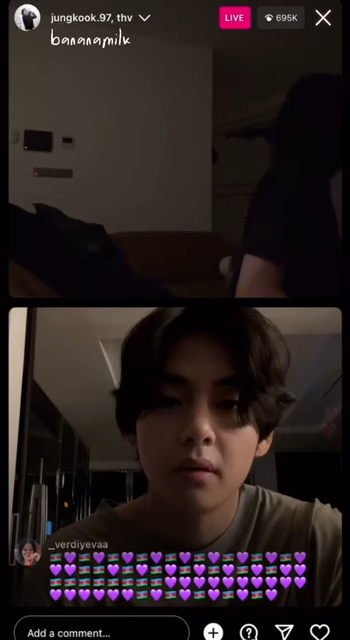 jungkook.97, thv
LIVE
695K
bananamilk
_verdiyevaa
🇦🇿💜🇦🇿💜🇦🇿💜🇦🇿💜🇦🇿💜🇦🇿💜🇦🇿💜🇦🇿💜🇦🇿💜
Add a comment...